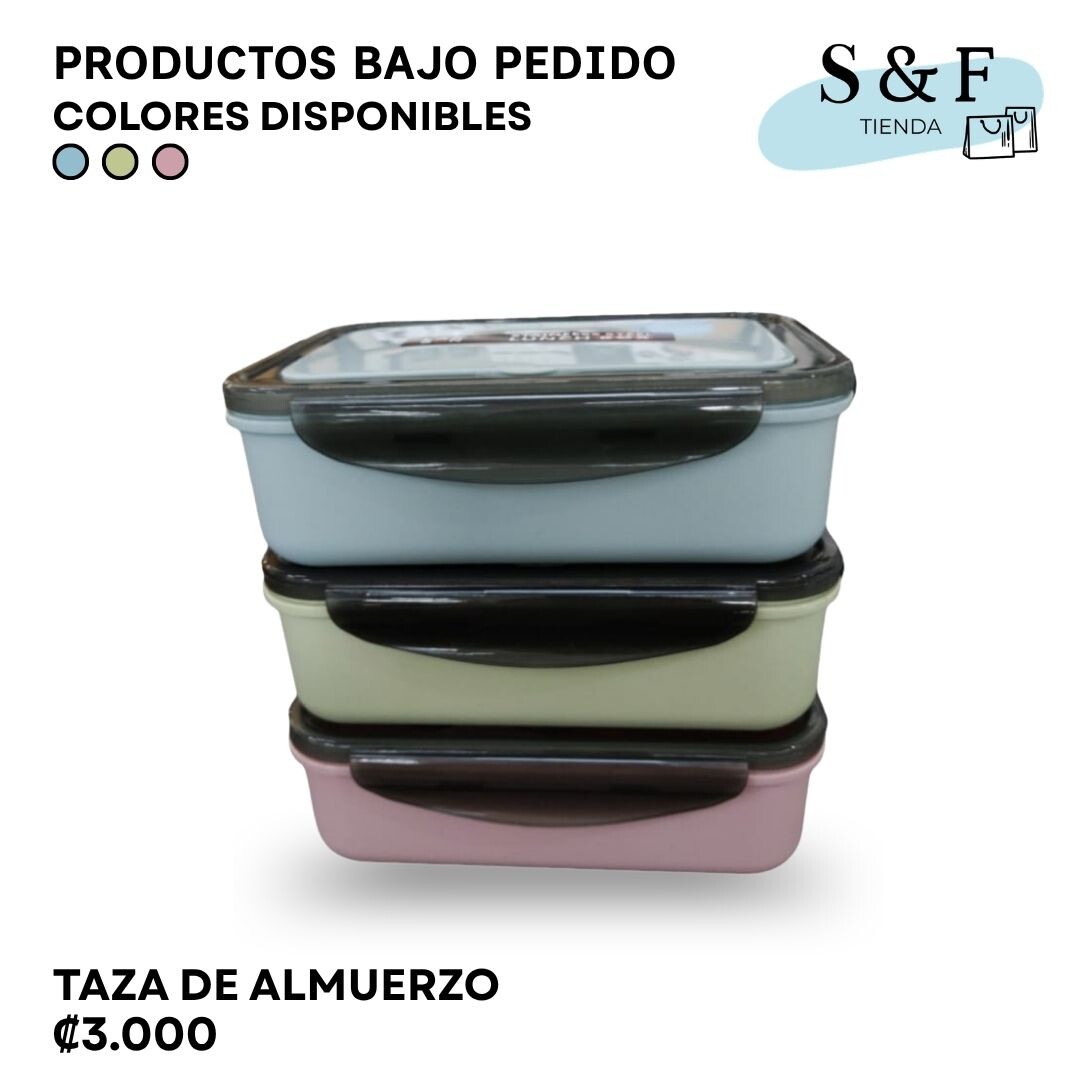 PRODUCTOS BAJO PEDIDO
COLORES DISPONIBLES
S & F
TIENDA
TAZA DE ALMUERZO
₡3.000